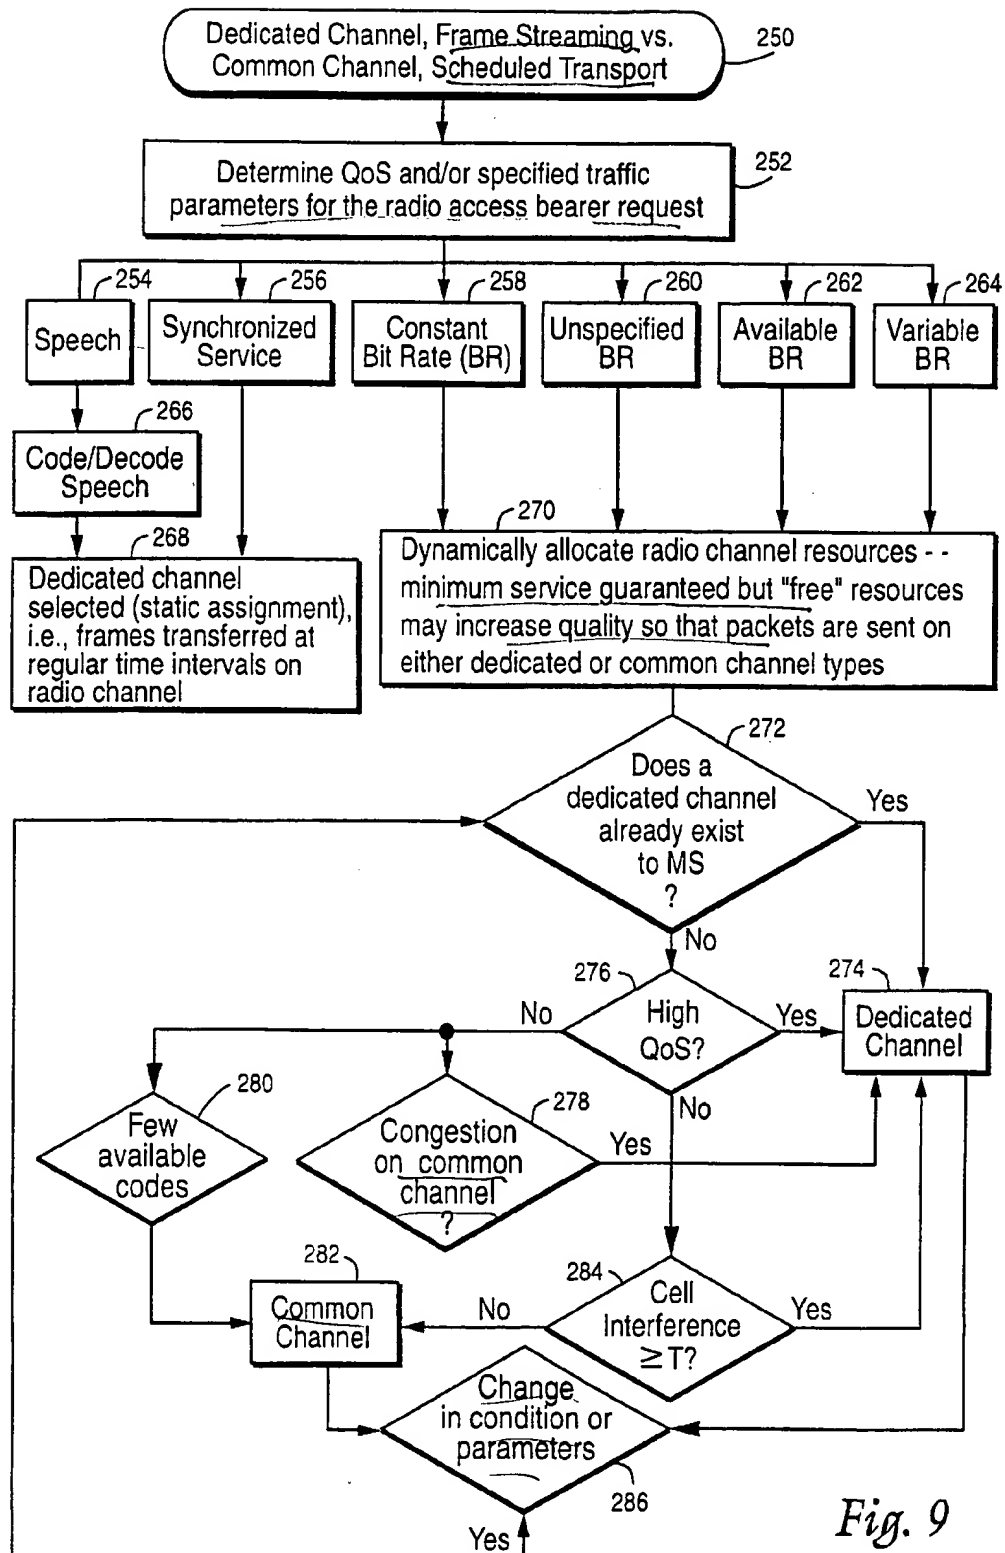 Dedicated Channel, Frame Streaming vs.
Common Channel, Scheduled Transport
250
Determine QoS and/or specified traffic
parameters for the radio access bearer request
252
254
256
258
260
262
264
Speech
Synchronized
Service
Constant
Bit Rate (BR)
Unspecified
BR
Available
BR
Variable
BR
266
Code/Decode
Speech
268
Dedicated channel
selected (static assignment),
i.e., frames transferred at
regular time intervals on
radio channel
270
Dynamically allocate radio channel resources - -
minimum service guaranteed but "free" resources
may increase quality so that packets are sent on
either dedicated or common channel types
272
Does a
dedicated channel
already exist
to MS
?
Yes
No
276
High
QoS?
No
Yes
No
274
Dedicated
Channel
280
Few
available
codes
278
Congestion
on common
channel
?
Yes
282
Common
Channel
284
Cell
Interference
≥T?
No
Yes
Change
in condition or
parameters
286
Yes
Fig. 9